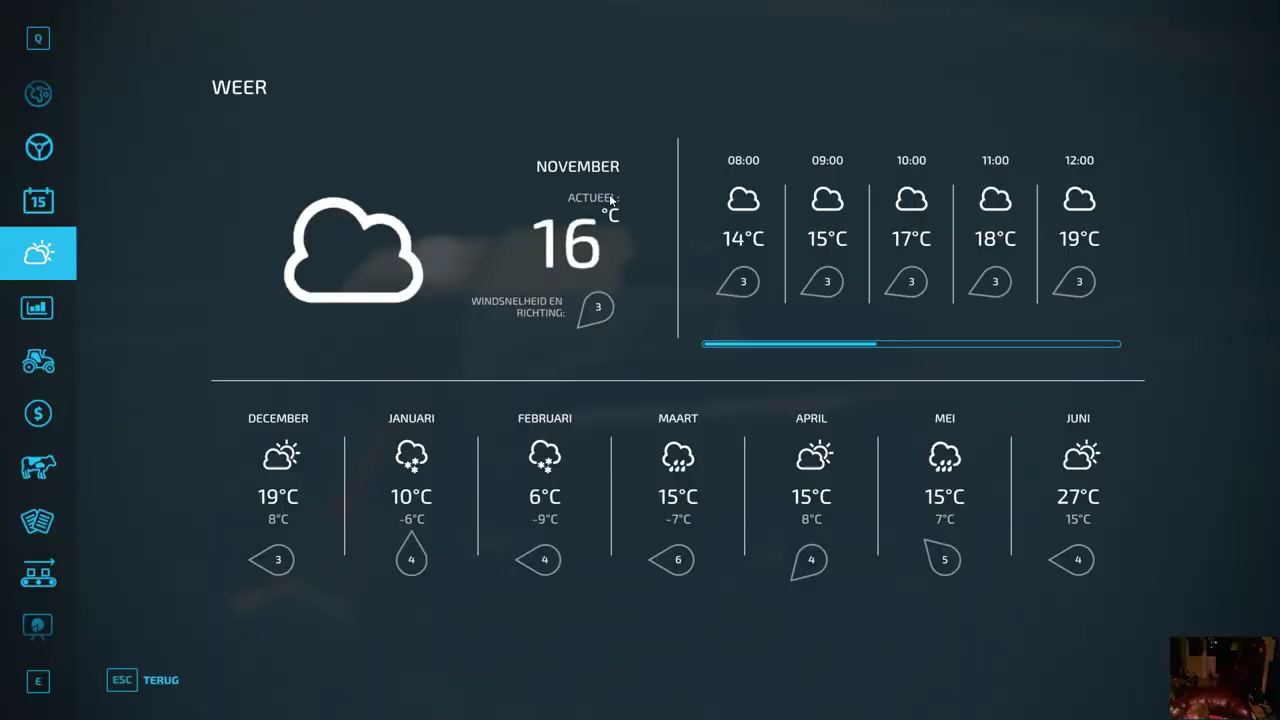 Q
WEER
15
NOVEMBER
ACTUEEL:
16 °C
WINDSNELHEID EN
RICHTING:
3
08:00 09:00 10:00 11:00 12:00
14°C 15°C 17°C 18°C 19°C
3 3 3 3 3
$
DECEMBER JANUARI FEBRUARI MAART APRIL MEI JUNI
19°C 10°C 6°C 15°C 15°C 15°C 27°C
8°C -6°C -9°C -7°C 8°C 7°C 15°C
3 4 4 6 4 5 4
E
ESC TERUG